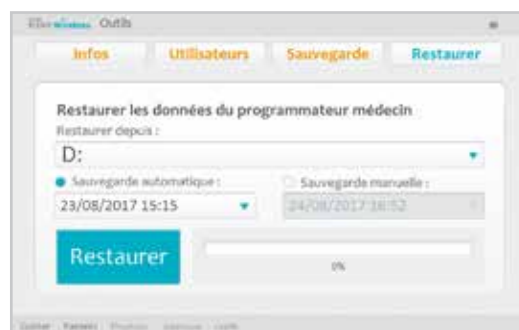 Outils
Infos Utilisateurs Sauvegarde Restaurer
Restaurer les données du programmateur médecin
Restaurer depuis :
D:
Sauvegarde automatique : Sauvegarde manuelle :
23/08/2017 15:15 24/08/2017 16:52
Restaurer
0%